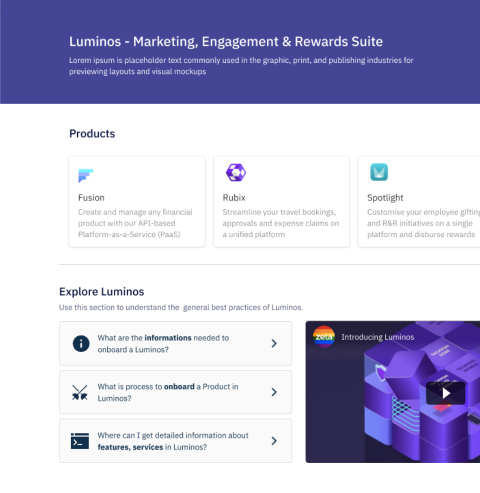 Luminos - Marketing, Engagement & Rewards Suite
Lorem ipsum is placeholder text commonly used in the graphic, print, and publishing industries for
previewing layouts and visual mockups
Products
Fusion
Create and manage any financial
product with our API-based
Platform-as-a-Service (PaaS)
Rubix
Streamline your travel bookings,
approvals and expense claims on
a unified platform
Spotlight
Customise your employee gifting
and R&R initiatives on a single
platform and disburse rewards
Explore Luminos
Use this section to understand the general best practices of Luminos.
What are the informations needed to
onboard a Luminos?
What is process to onboard a Product in
Luminos?
Where can I get detailed information about
features, services in Luminos?
zeta
Introducing Luminos